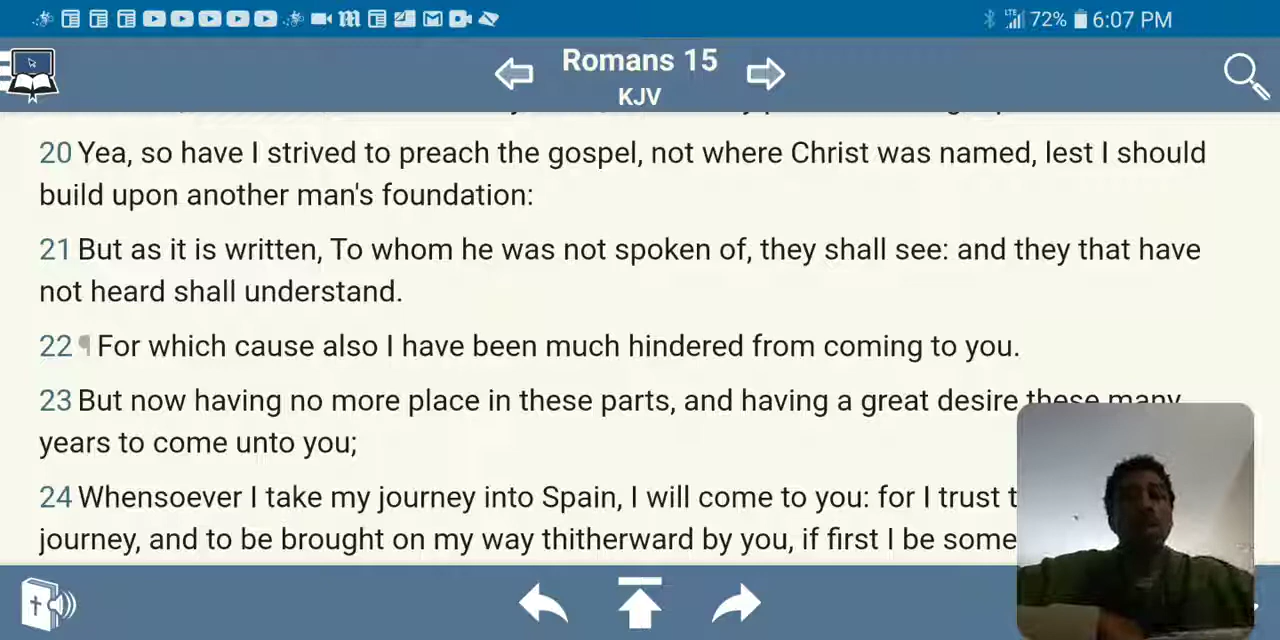 72% 6:07 PM
Romans 15
KJV
20 Yea, so have I strived to preach the gospel, not where Christ was named, lest I should
build upon another man's foundation:
21 But as it is written, To whom he was not spoken of, they shall see: and they that have
not heard shall understand.
22 ¶ For which cause also I have been much hindered from coming to you.
23 But now having no more place in these parts, and having a great desire these many
years to come unto you;
24 Whensoever I take my journey into Spain, I will come to you: for I trust
journey, and to be brought on my way thitherward by you, if first I be some